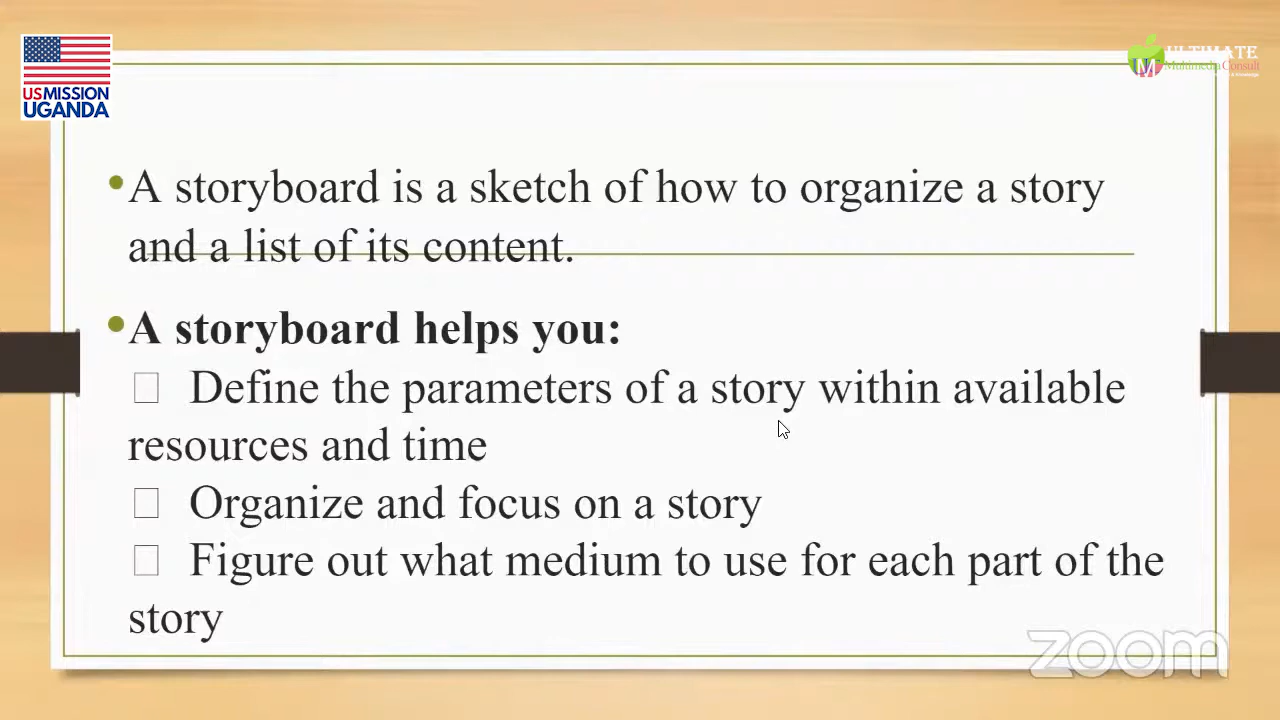 US MISSION
UGANDA
ULTIMATE
Multimedia Consult
•A storyboard is a sketch of how to organize a story
and a list of its content.
•A storyboard helps you:
□ Define the parameters of a story within available
resources and time
□ Organize and focus on a story
□ Figure out what medium to use for each part of the
story
zoom